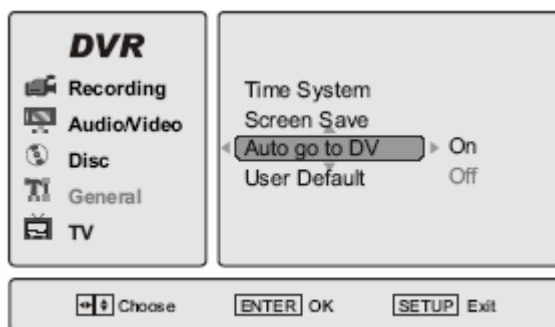 DVR
Recording
Audio/Video
Disc
General
TV
Time System
Screen Save
Auto go to DV On
User Default Off
Choose ENTER OK SETUP Exit